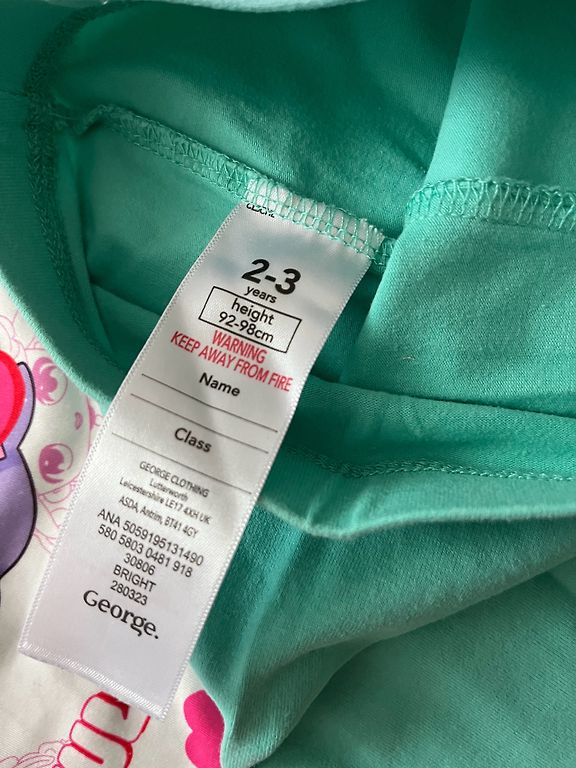 2-3
years
height
92-98cm
WARNING
KEEP AWAY FROM FIRE
Name
Class
GEORGE CLOTHING
Lutterworth
Leicestershire LE17 4XH UK
ASDA, Antrim, BT41 4GY
ANA 5059195131490
580 5803 0481 918
30806
BRIGHT
280323
George.